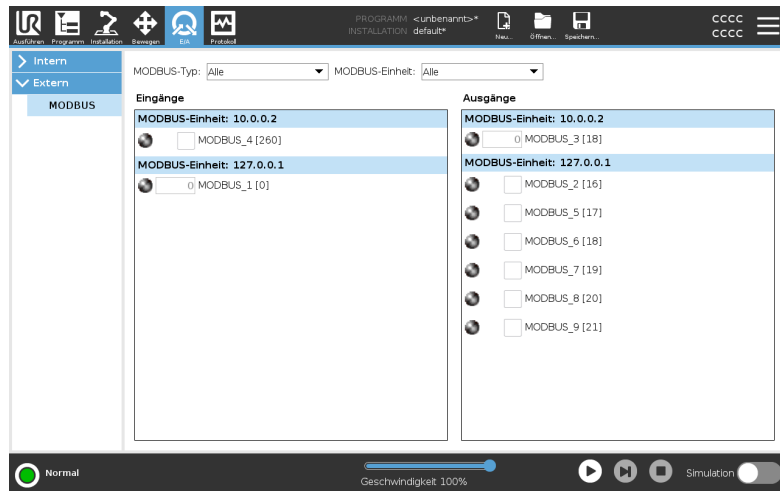 UR
PROGRAMM <unbenannt>*
INSTALLATION default*
CCCC
CCCC
Ausführen Programm Installation Bewegen E/A Protokoll Neu... Öffnen... Speichern...
Intern
Extern
MODBUS
MODBUS-Typ: Alle MODBUS-Einheit: Alle
Eingänge
MODBUS-Einheit: 10.0.0.2
MODBUS_4 [260]
MODBUS-Einheit: 127.0.0.1
0 MODBUS_1 [0]
Ausgänge
MODBUS-Einheit: 10.0.0.2
0 MODBUS_3 [18]
MODBUS-Einheit: 127.0.0.1
MODBUS_2 [16]
MODBUS_5 [17]
MODBUS_6 [18]
MODBUS_7 [19]
MODBUS_8 [20]
MODBUS_9 [21]
Normal
Geschwindigkeit 100%
Simulation